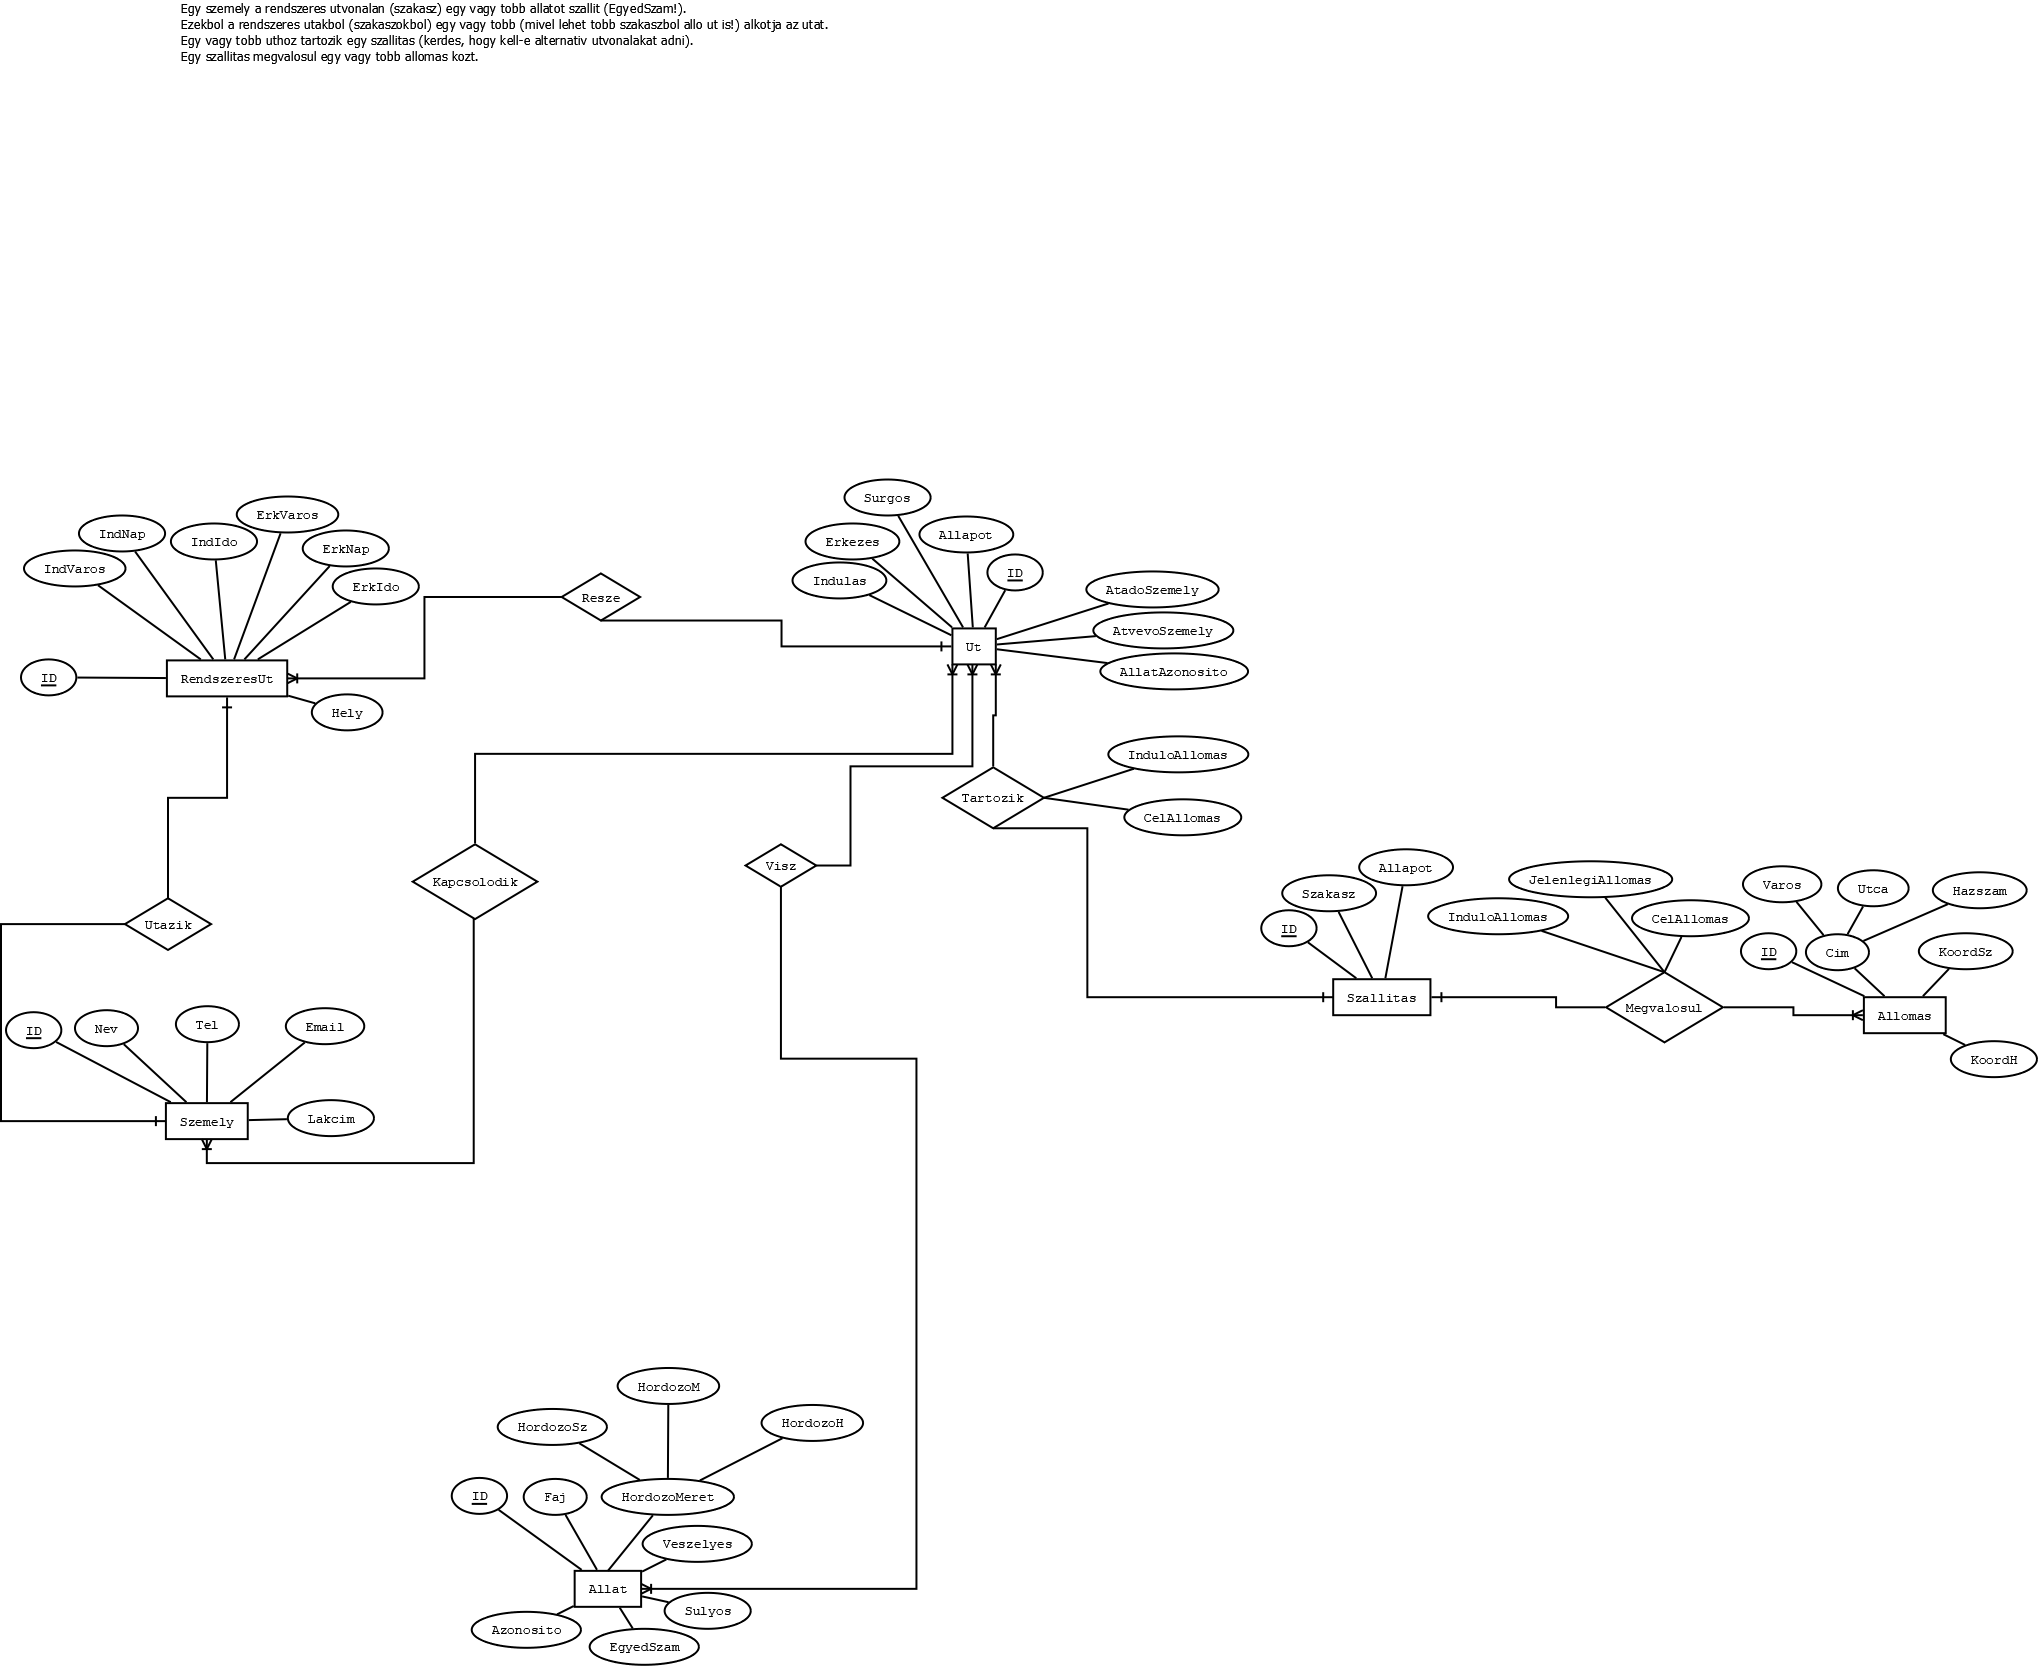 Egy szemely a rendszeres utvonalan (szakasz) egy vagy tobb allatot szallit (EgyedSzam!).
Ezekbol a rendszeres utakbol (szakaszokbol) egy vagy tobb (mivel lehet tobb szakaszbol allo ut is!) alkotja az utat.
Egy vagy tobb uthoz tartozik egy szallitas (kerdes, hogy kell-e alternativ utvonalakat adni).
Egy szallitas megvalosul egy vagy tobb allomas kozt.
IndVaros
IndNap
IndIdo
ErkVaros
ErkNap
ErkIdo
ID
RendszeresUt
Hely
Resze
Surgos
Erkezes
Allapot
Indulas
ID
AtadoSzemely
AtvevoSzemely
AllatAzonosito
Ut
InduloAllomas
Tartozik
CelAllomas
Kapcsolodik
Visz
Utazik
Allapot
Szakasz
ID
Szallitas
JelenlegiAllomas
InduloAllomas
CelAllomas
Megvalosul
Varos
Utca
Hazszam
ID
Cim
KoordSz
Allomas
KoordH
ID
Nev
Tel
Email
Szemely
Lakcim
HordozoM
HordozoSz
HordozoH
ID
Faj
HordozoMeret
Veszelyes
Allat
Sulyos
Azonosito
EgyedSzam